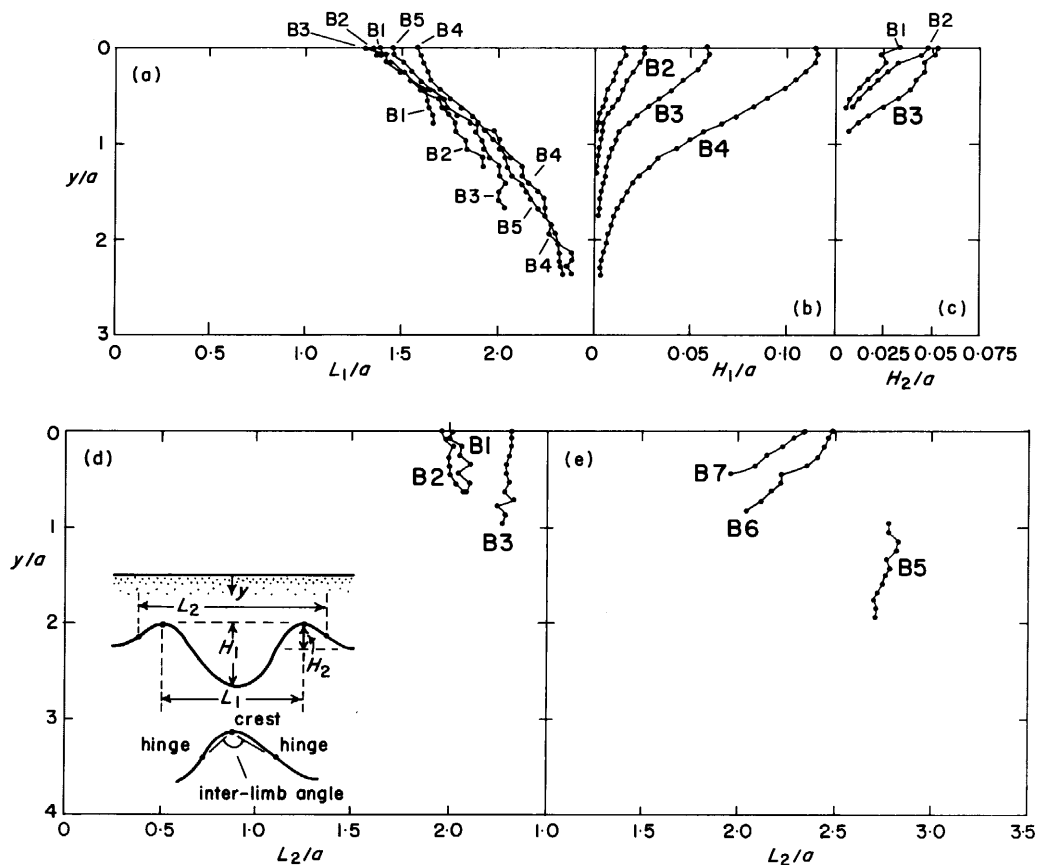 B3 B2 B1 B5 B4
B1 B2
0
(a)
B2
B3
B1
B3
1
B4
B2
B4
y/a
B3
B5
2
B4
(b) (c)
3
0 0·5 1·0 1·5 2·0 0 0·05 0·10 0 0·025 0·05 0·075
L₁/a H₁/a H₂/a
0
(d) B1 (e)
B2 B7
B3 B6
1
y/a B5
y
L₂
2
H₁ H₂
L₁
3
crest
hinge hinge
inter-limb angle
4
0 0·5 1·0 1·5 2·0 1·0 1·5 2·0 2·5 3·0 3·5
L₂/a L₂/a